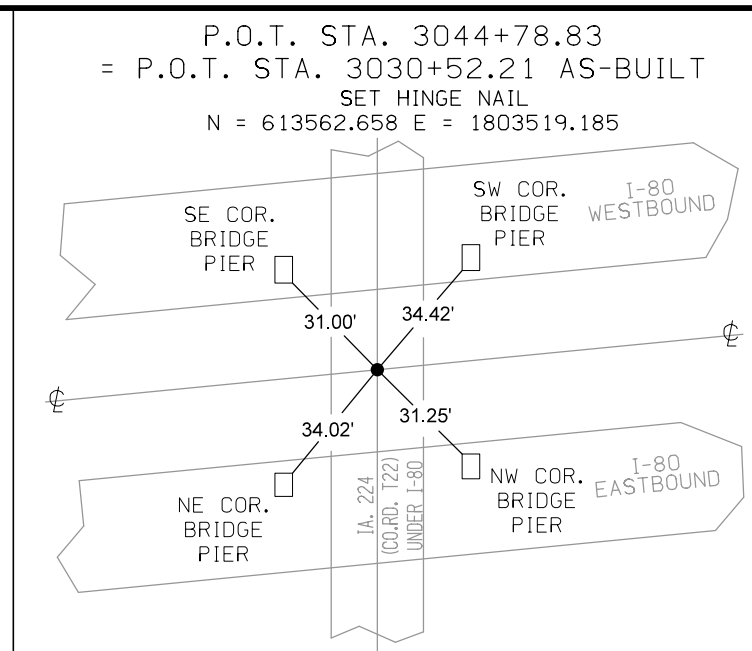 P.O.T. STA. 3044+78.83
= P.O.T. STA. 3030+52.21 AS-BUILT
SET HINGE NAIL
N = 613562.658 E = 1803519.185
SE COR.
BRIDGE
PIER
SW COR.
BRIDGE
PIER
I-80
WESTBOUND
31.00'
34.42'
℄
℄
34.02'
31.25'
NE COR.
BRIDGE
PIER
IA. 224
(CO.RD. T22)
UNDER I-80
NW COR.
BRIDGE
PIER
I-80
EASTBOUND